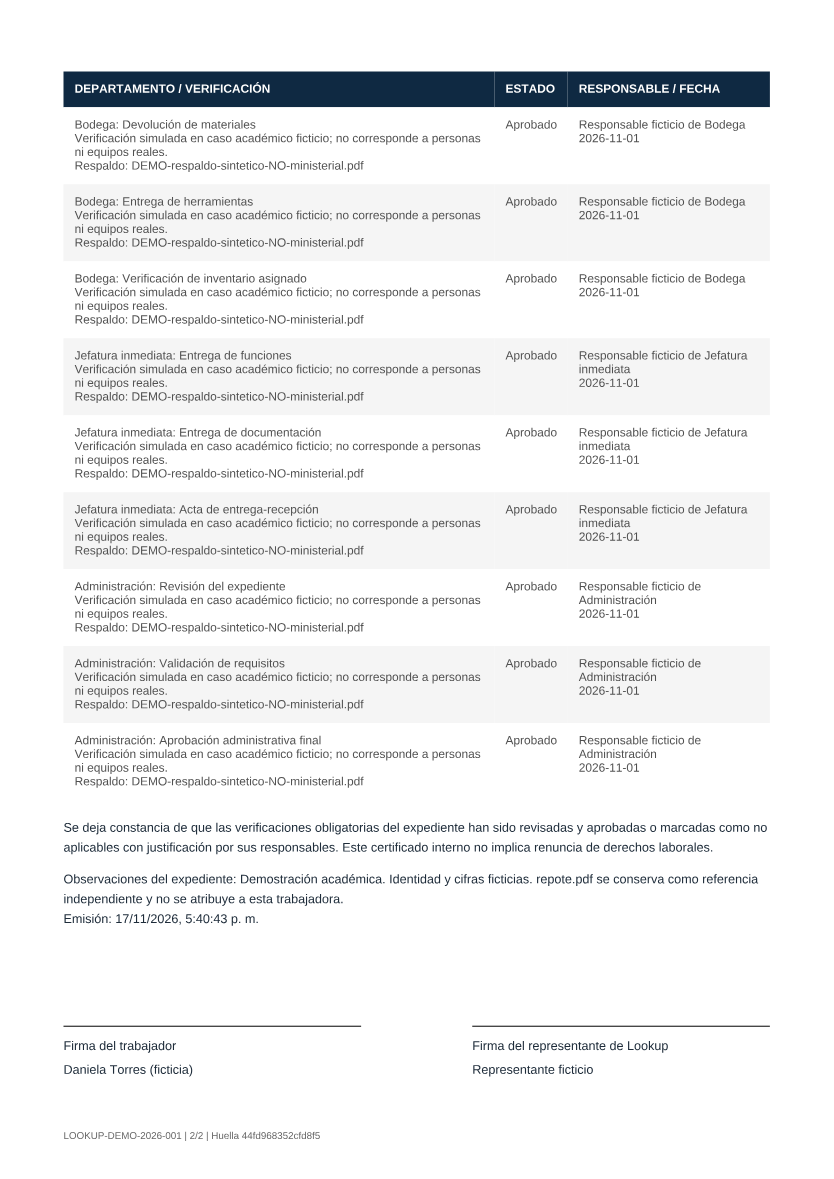 DEPARTAMENTO / VERIFICACIÓN ESTADO RESPONSABLE / FECHA
Bodega: Devolución de materiales Aprobado Responsable ficticio de Bodega
Verificación simulada en caso académico ficticio; no corresponde a personas 2026-11-01
ni equipos reales.
Respaldo: DEMO-respaldo-sintetico-NO-ministerial.pdf
Bodega: Entrega de herramientas Aprobado Responsable ficticio de Bodega
Verificación simulada en caso académico ficticio; no corresponde a personas 2026-11-01
ni equipos reales.
Respaldo: DEMO-respaldo-sintetico-NO-ministerial.pdf
Bodega: Verificación de inventario asignado Aprobado Responsable ficticio de Bodega
Verificación simulada en caso académico ficticio; no corresponde a personas 2026-11-01
ni equipos reales.
Respaldo: DEMO-respaldo-sintetico-NO-ministerial.pdf
Jefatura inmediata: Entrega de funciones Aprobado Responsable ficticio de Jefatura
Verificación simulada en caso académico ficticio; no corresponde a personas inmediata
ni equipos reales. 2026-11-01
Respaldo: DEMO-respaldo-sintetico-NO-ministerial.pdf
Jefatura inmediata: Entrega de documentación Aprobado Responsable ficticio de Jefatura
Verificación simulada en caso académico ficticio; no corresponde a personas inmediata
ni equipos reales. 2026-11-01
Respaldo: DEMO-respaldo-sintetico-NO-ministerial.pdf
Jefatura inmediata: Acta de entrega-recepción Aprobado Responsable ficticio de Jefatura
Verificación simulada en caso académico ficticio; no corresponde a personas inmediata
ni equipos reales. 2026-11-01
Respaldo: DEMO-respaldo-sintetico-NO-ministerial.pdf
Administración: Revisión del expediente Aprobado Responsable ficticio de
Verificación simulada en caso académico ficticio; no corresponde a personas Administración
ni equipos reales. 2026-11-01
Respaldo: DEMO-respaldo-sintetico-NO-ministerial.pdf
Administración: Validación de requisitos Aprobado Responsable ficticio de
Verificación simulada en caso académico ficticio; no corresponde a personas Administración
ni equipos reales. 2026-11-01
Respaldo: DEMO-respaldo-sintetico-NO-ministerial.pdf
Administración: Aprobación administrativa final Aprobado Responsable ficticio de
Verificación simulada en caso académico ficticio; no corresponde a personas Administración
ni equipos reales. 2026-11-01
Respaldo: DEMO-respaldo-sintetico-NO-ministerial.pdf
Se deja constancia de que las verificaciones obligatorias del expediente han sido revisadas y aprobadas o marcadas como no
aplicables con justificación por sus responsables. Este certificado interno no implica renuncia de derechos laborales.
Observaciones del expediente: Demostración académica. Identidad y cifras ficticias. repote.pdf se conserva como referencia
independiente y no se atribuye a esta trabajadora.
Emisión: 17/11/2026, 5:40:43 p. m.
Firma del trabajador Firma del representante de Lookup
Daniela Torres (ficticia) Representante ficticio
LOOKUP-DEMO-2026-001 | 2/2 | Huella 44fd968352cfd8f5